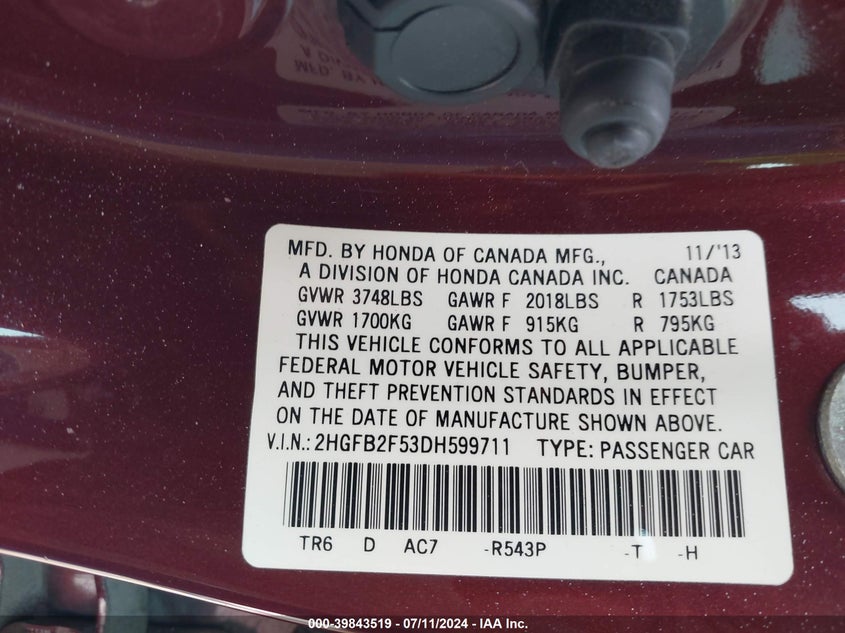 MFD. BY HONDA OF CANADA MFG., 11/'13
A DIVISION OF HONDA CANADA INC. CANADA
GVWR 3748LBS GAWR F 2018LBS R 1753LBS
GVWR 1700KG GAWR F 915KG R 795KG
THIS VEHICLE CONFORMS TO ALL APPLICABLE
FEDERAL MOTOR VEHICLE SAFETY, BUMPER,
AND THEFT PREVENTION STANDARDS IN EFFECT
ON THE DATE OF MANUFACTURE SHOWN ABOVE.
V.I.N.: 2HGFB2F53DH599711 TYPE: PASSENGER CAR
TR6 D AC7 -R543P -T -H
000-39843519 - 07/11/2024 - IAA Inc.